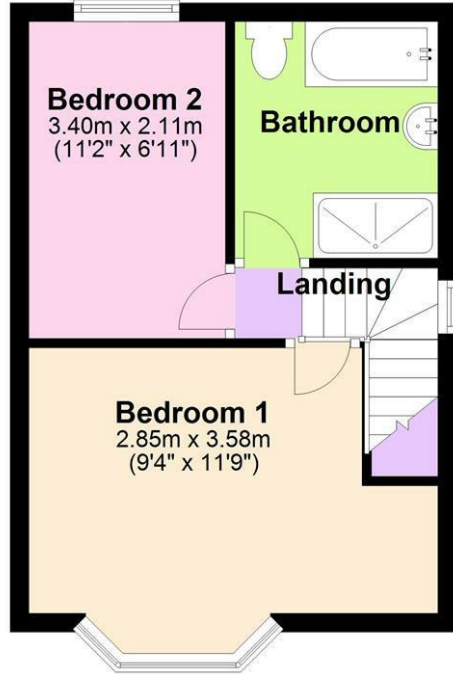 Bedroom 2
3.40m x 2.11m
(11'2" x 6'11")
Bathroom
Landing
Bedroom 1
2.85m x 3.58m
(9'4" x 11'9")